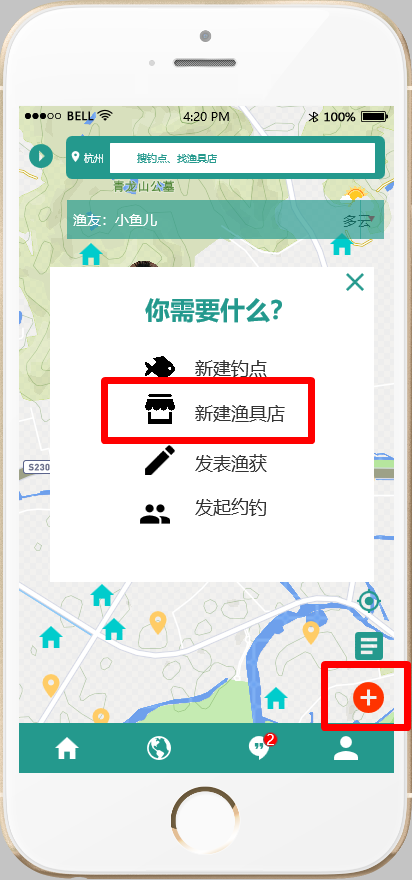 BELL 4:20 PM 100%
杭州 搜钓点、找渔具店
青龙山公墓
渔友：小鱼儿 多云
你需要什么？
新建钓点
新建渔具店
发表渔获
发起约钓
S230
2